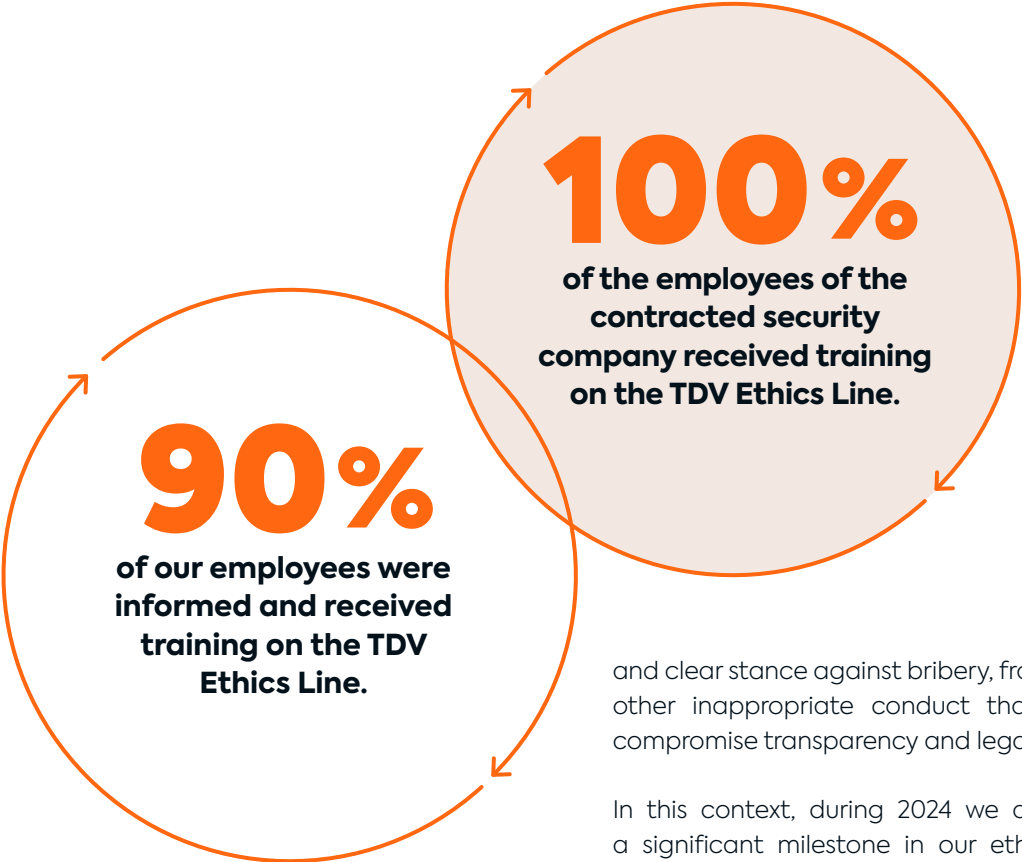 100%
of the employees of the
contracted security
company received training
on the TDV Ethics Line.
90%
of our employees were
informed and received
training on the TDV
Ethics Line.
and clear stance against bribery,
other inappropriate conduct
compromise transparency and
In this context, during 2024 we
a significant milestone in our